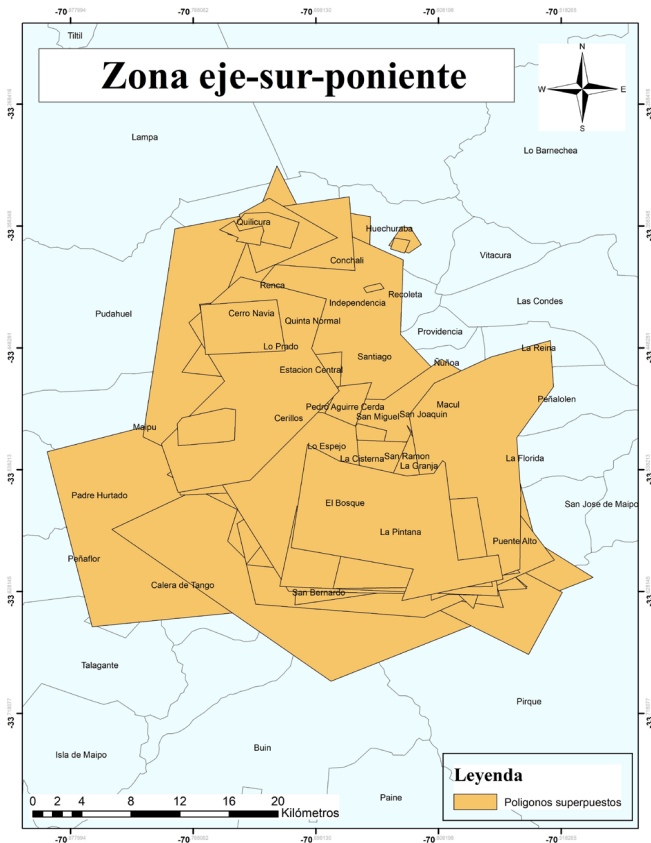 -70
-70
-70
-70
-70
Tiltil
Zona eje-sur-poniente
N
W
E
S
-33
-33
Lampa
Lo Barnechea
Quilicura
Huechuraba
-33
-33
Conchali
Vitacura
Renca
Recoleta
Independencia
Las Condes
Pudahuel
Cerro Navia
Quinta Normal
Providencia
Lo Prado
Santiago
La Reina
-33
-33
Ñuñoa
Estacion Central
Peñalolen
Pedro Aguirre Cerda
Macul
San Miguel
San Joaquin
Cerillos
Maipu
Lo Espejo
La Cisterna
San Ramon
La Granja
La Florida
-33
-33
Padre Hurtado
El Bosque
San Jose de Maipo
La Pintana
Puente Alto
Peñaflor
Calera de Tango
San Bernardo
-33
-33
Talagante
Pirque
-33
-33
Isla de Maipo
Buin
Leyenda
Poligonos superpuestos
Paine
0 2 4 8 12 16 20
Kilómetros
-70
-70
-70
-70
-70